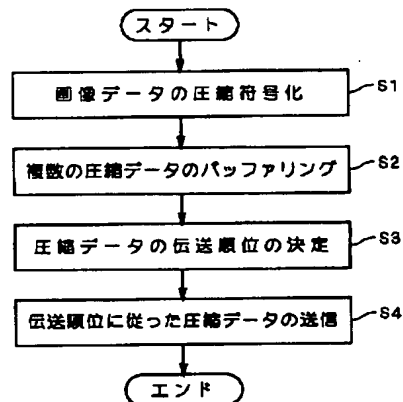 スタート
画像データの圧縮符号化
S1
複数の圧縮データのバッファリング
S2
圧縮データの伝送順位の決定
S3
伝送順位に従った圧縮データの送信
S4
エンド